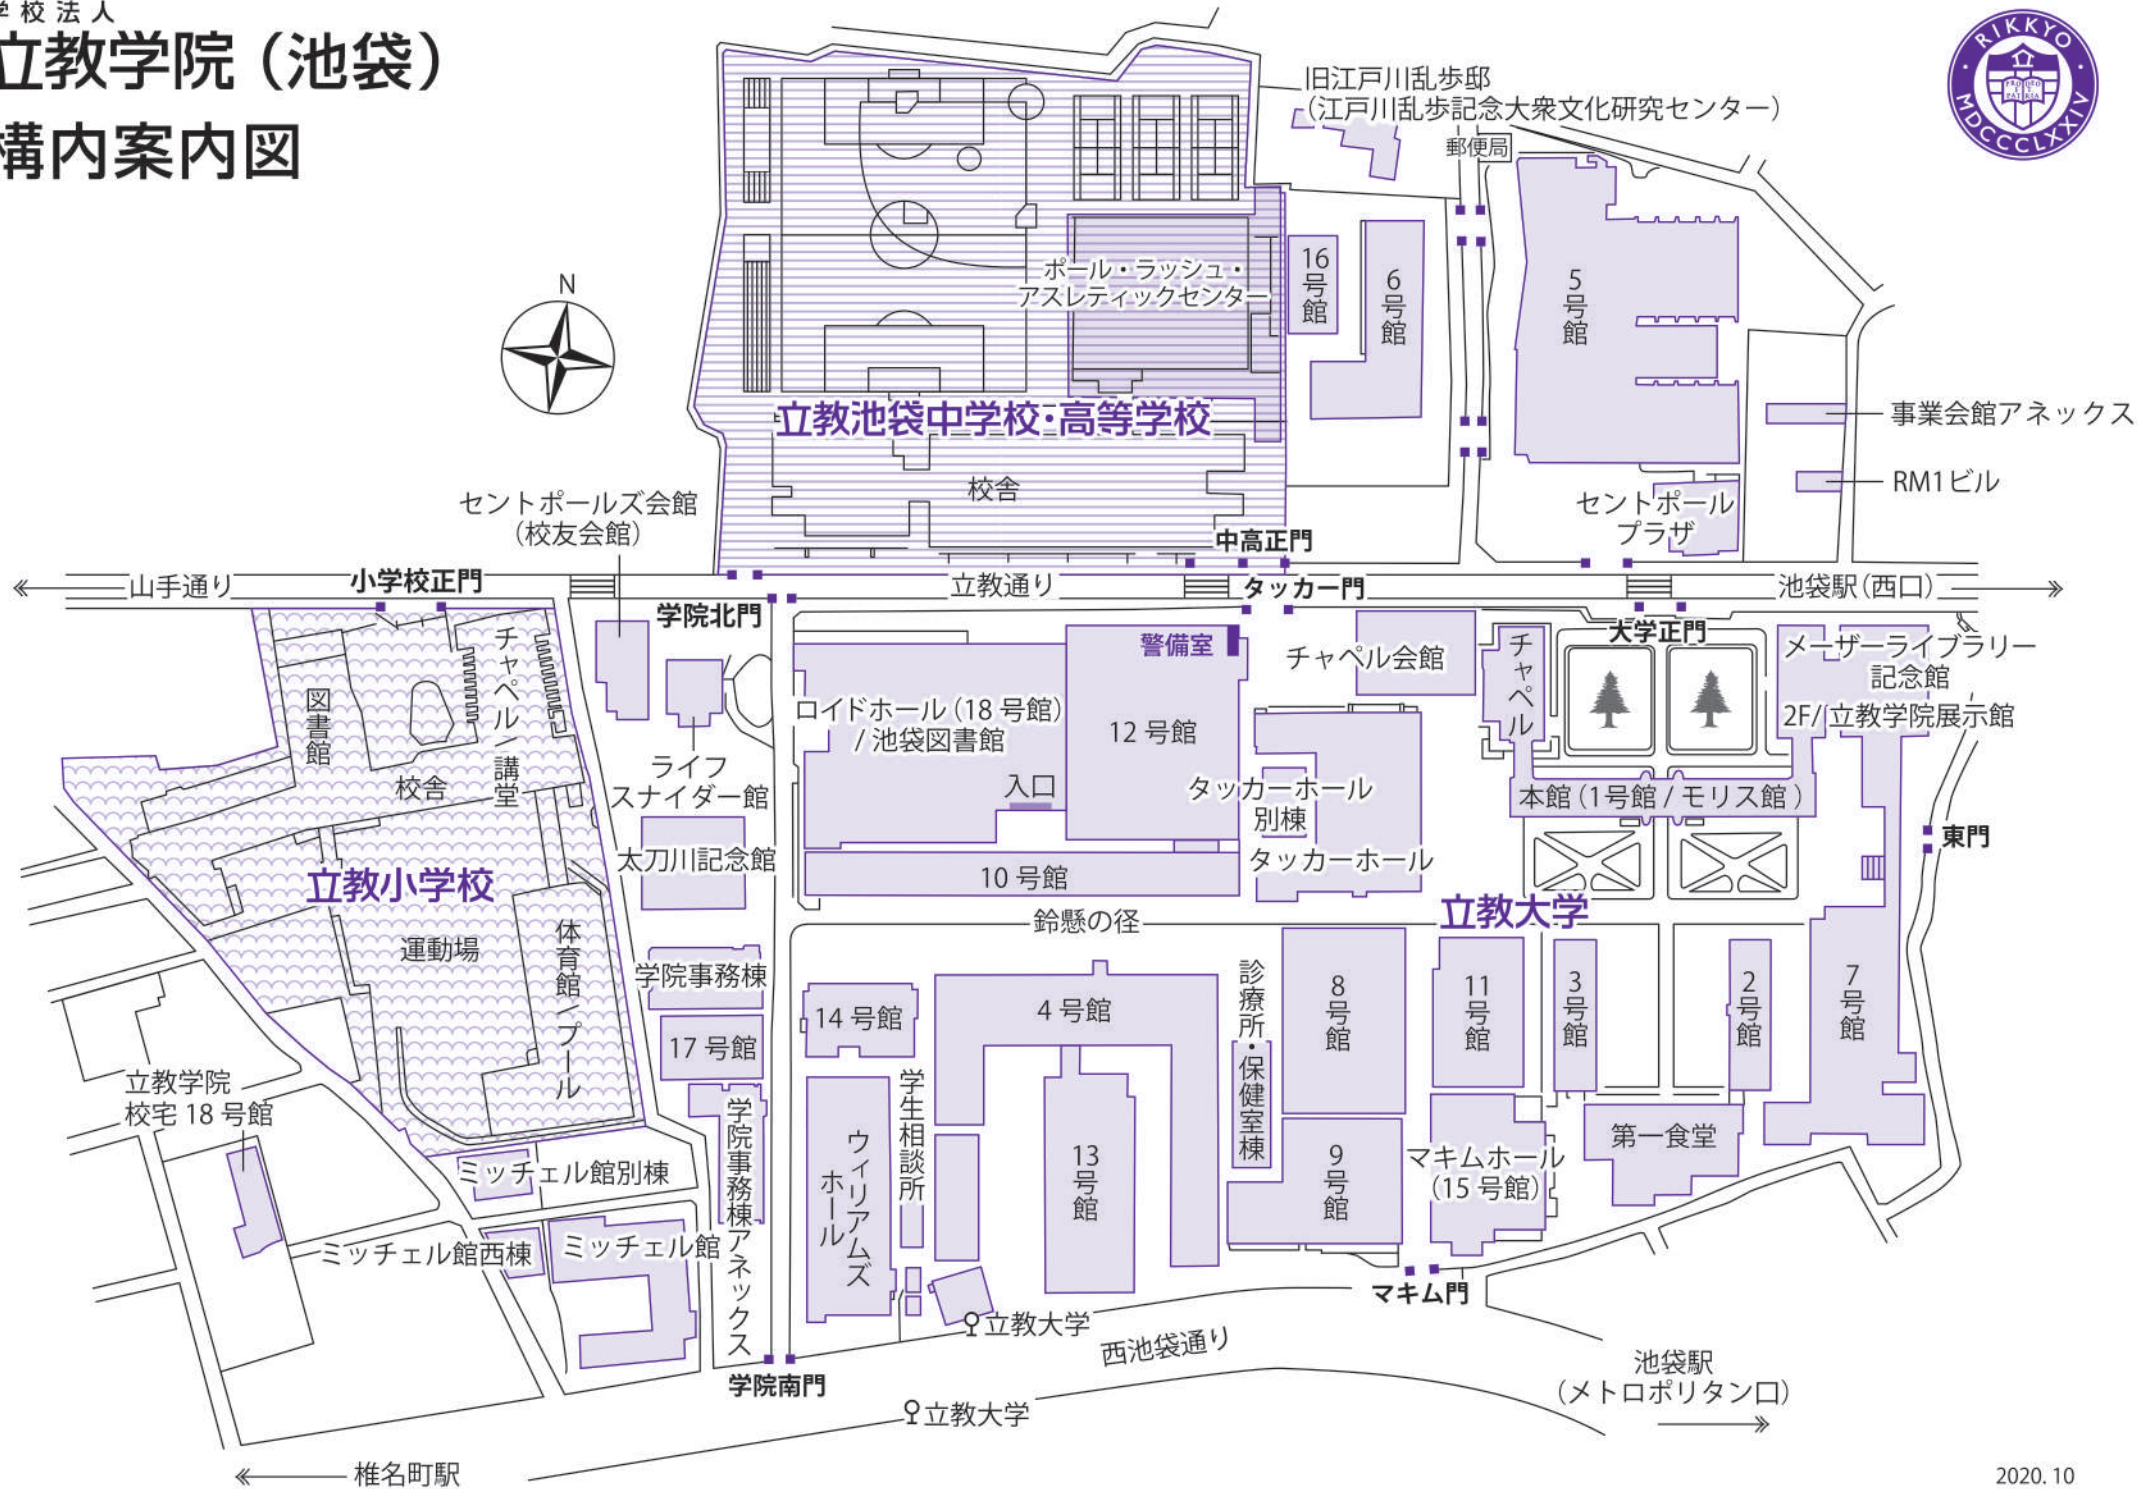 学校法人
立教学院（池袋）
構内案内図
RIKKYO
MDCCCLXXIV
PRO DEO
ET
PATRIA
旧江戸川乱歩邸
（江戸川乱歩記念大衆文化研究センター）
郵便局
N
ポール・ラッシュ・
アスレティックセンター
16号館
6号館
5号館
立教池袋中学校・高等学校
校舎
事業会館アネックス
RM1ビル
セントポール
プラザ
セントポールズ会館
（校友会館）
中高正門
山手通り
小学校正門
立教通り
タッカー門
池袋駅（西口）
学院北門
大学正門
警備室
チャペル会館
チャペル
メーザーライブラリー
記念館
2F/立教学院展示館
図書館
チャペル/講堂
校舎
ライフ
スナイダー館
ロイドホール（18号館）
/池袋図書館
入口
12号館
タッカーホール
別棟
タッカーホール
本館（1号館/モリス館）
東門
太刀川記念館
10号館
立教小学校
鈴懸の径
立教大学
運動場
体育館/プール
学院事務棟
17号館
14号館
4号館
診療所・保健室棟
8号館
11号館
3号館
2号館
7号館
立教学院
校宅18号館
学院事務棟アネックス
ウィリアムズ
ホール
学生相談所
13号館
9号館
マキムホール
（15号館）
第一食堂
ミッチェル館別棟
ミッチェル館西棟
ミッチェル館
マキム門
立教大学
西池袋通り
学院南門
立教大学
池袋駅
（メトロポリタン口）
椎名町駅
2020.10